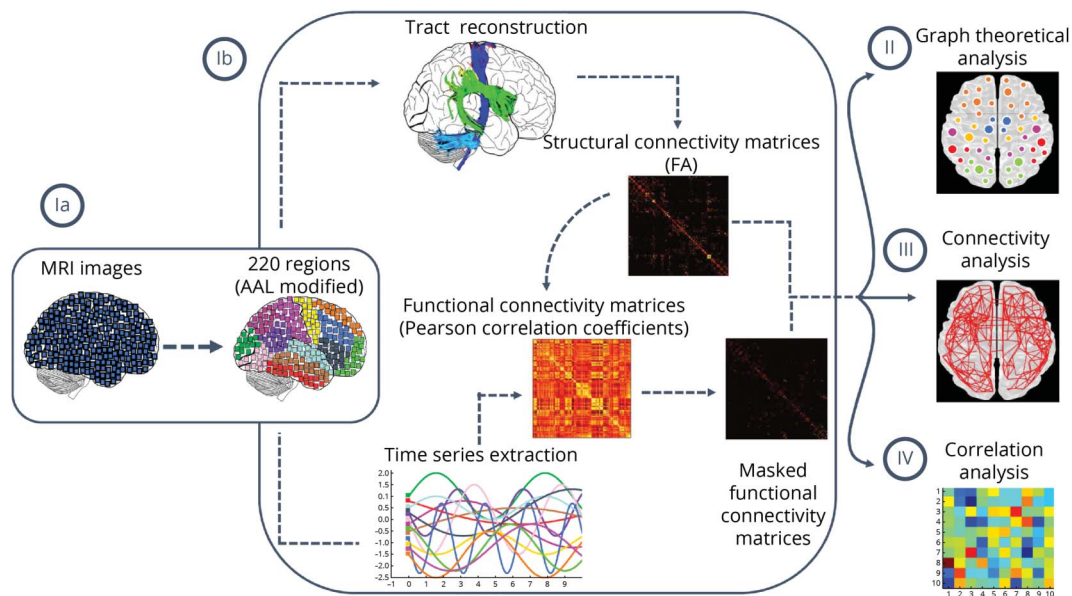 Ia
MRI images
220 regions
(AAL modified)
Ib
Tract reconstruction
Structural connectivity matrices
(FA)
Functional connectivity matrices
(Pearson correlation coefficients)
Time series extraction
2.0
1.5
1.0
0.5
0.0
-0.5
-1.0
-1.5
-2.0
-2.5
-1 0 1 2 3 4 5 6 7 8 9
Masked
functional
connectivity
matrices
II
Graph theoretical
analysis
III
Connectivity
analysis
IV
Correlation
analysis
1
2
3
4
5
6
7
8
9
10
1 2 3 4 5 6 7 8 9 10